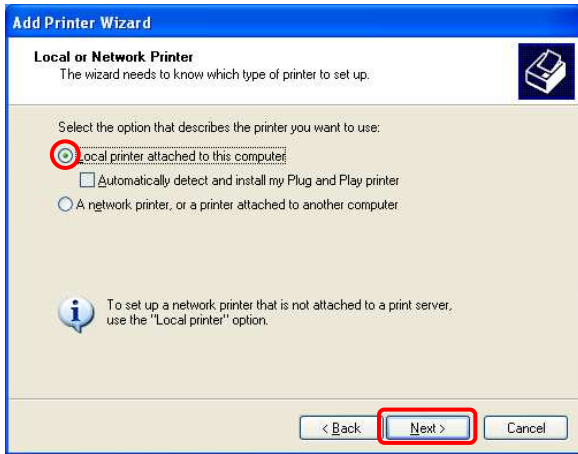 Add Printer Wizard
Local or Network Printer
The wizard needs to know which type of printer to set up.
Select the option that describes the printer you want to use:
Local printer attached to this computer
Automatically detect and install my Plug and Play printer
A network printer, or a printer attached to another computer
To set up a network printer that is not attached to a print server,
use the "Local printer" option.
< Back
Next >
Cancel